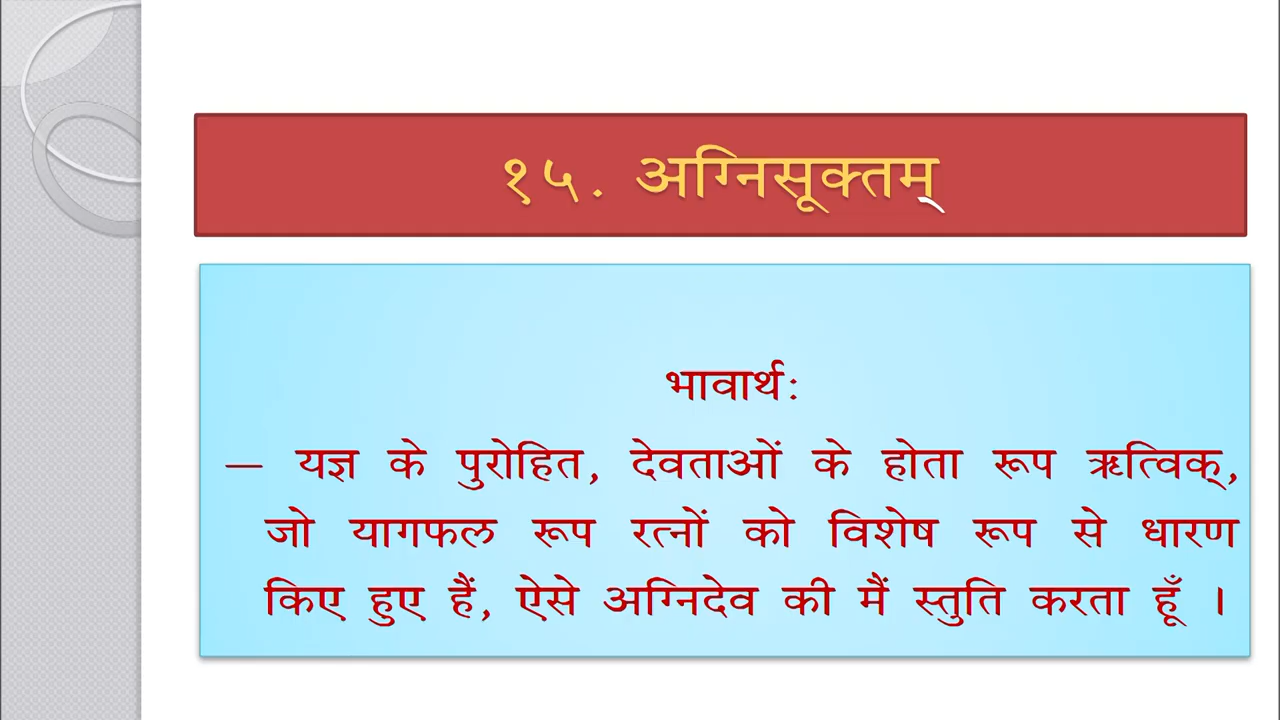 १५. अग्निसूक्तम्
भावार्थः
— यज्ञ के पुरोहित, देवताओं के होता रूप ऋत्विक्,
जो यागफल रूप रत्नों को विशेष रूप से धारण
किए हुए हैं, ऐसे अग्निदेव की मैं स्तुति करता हूँ ।